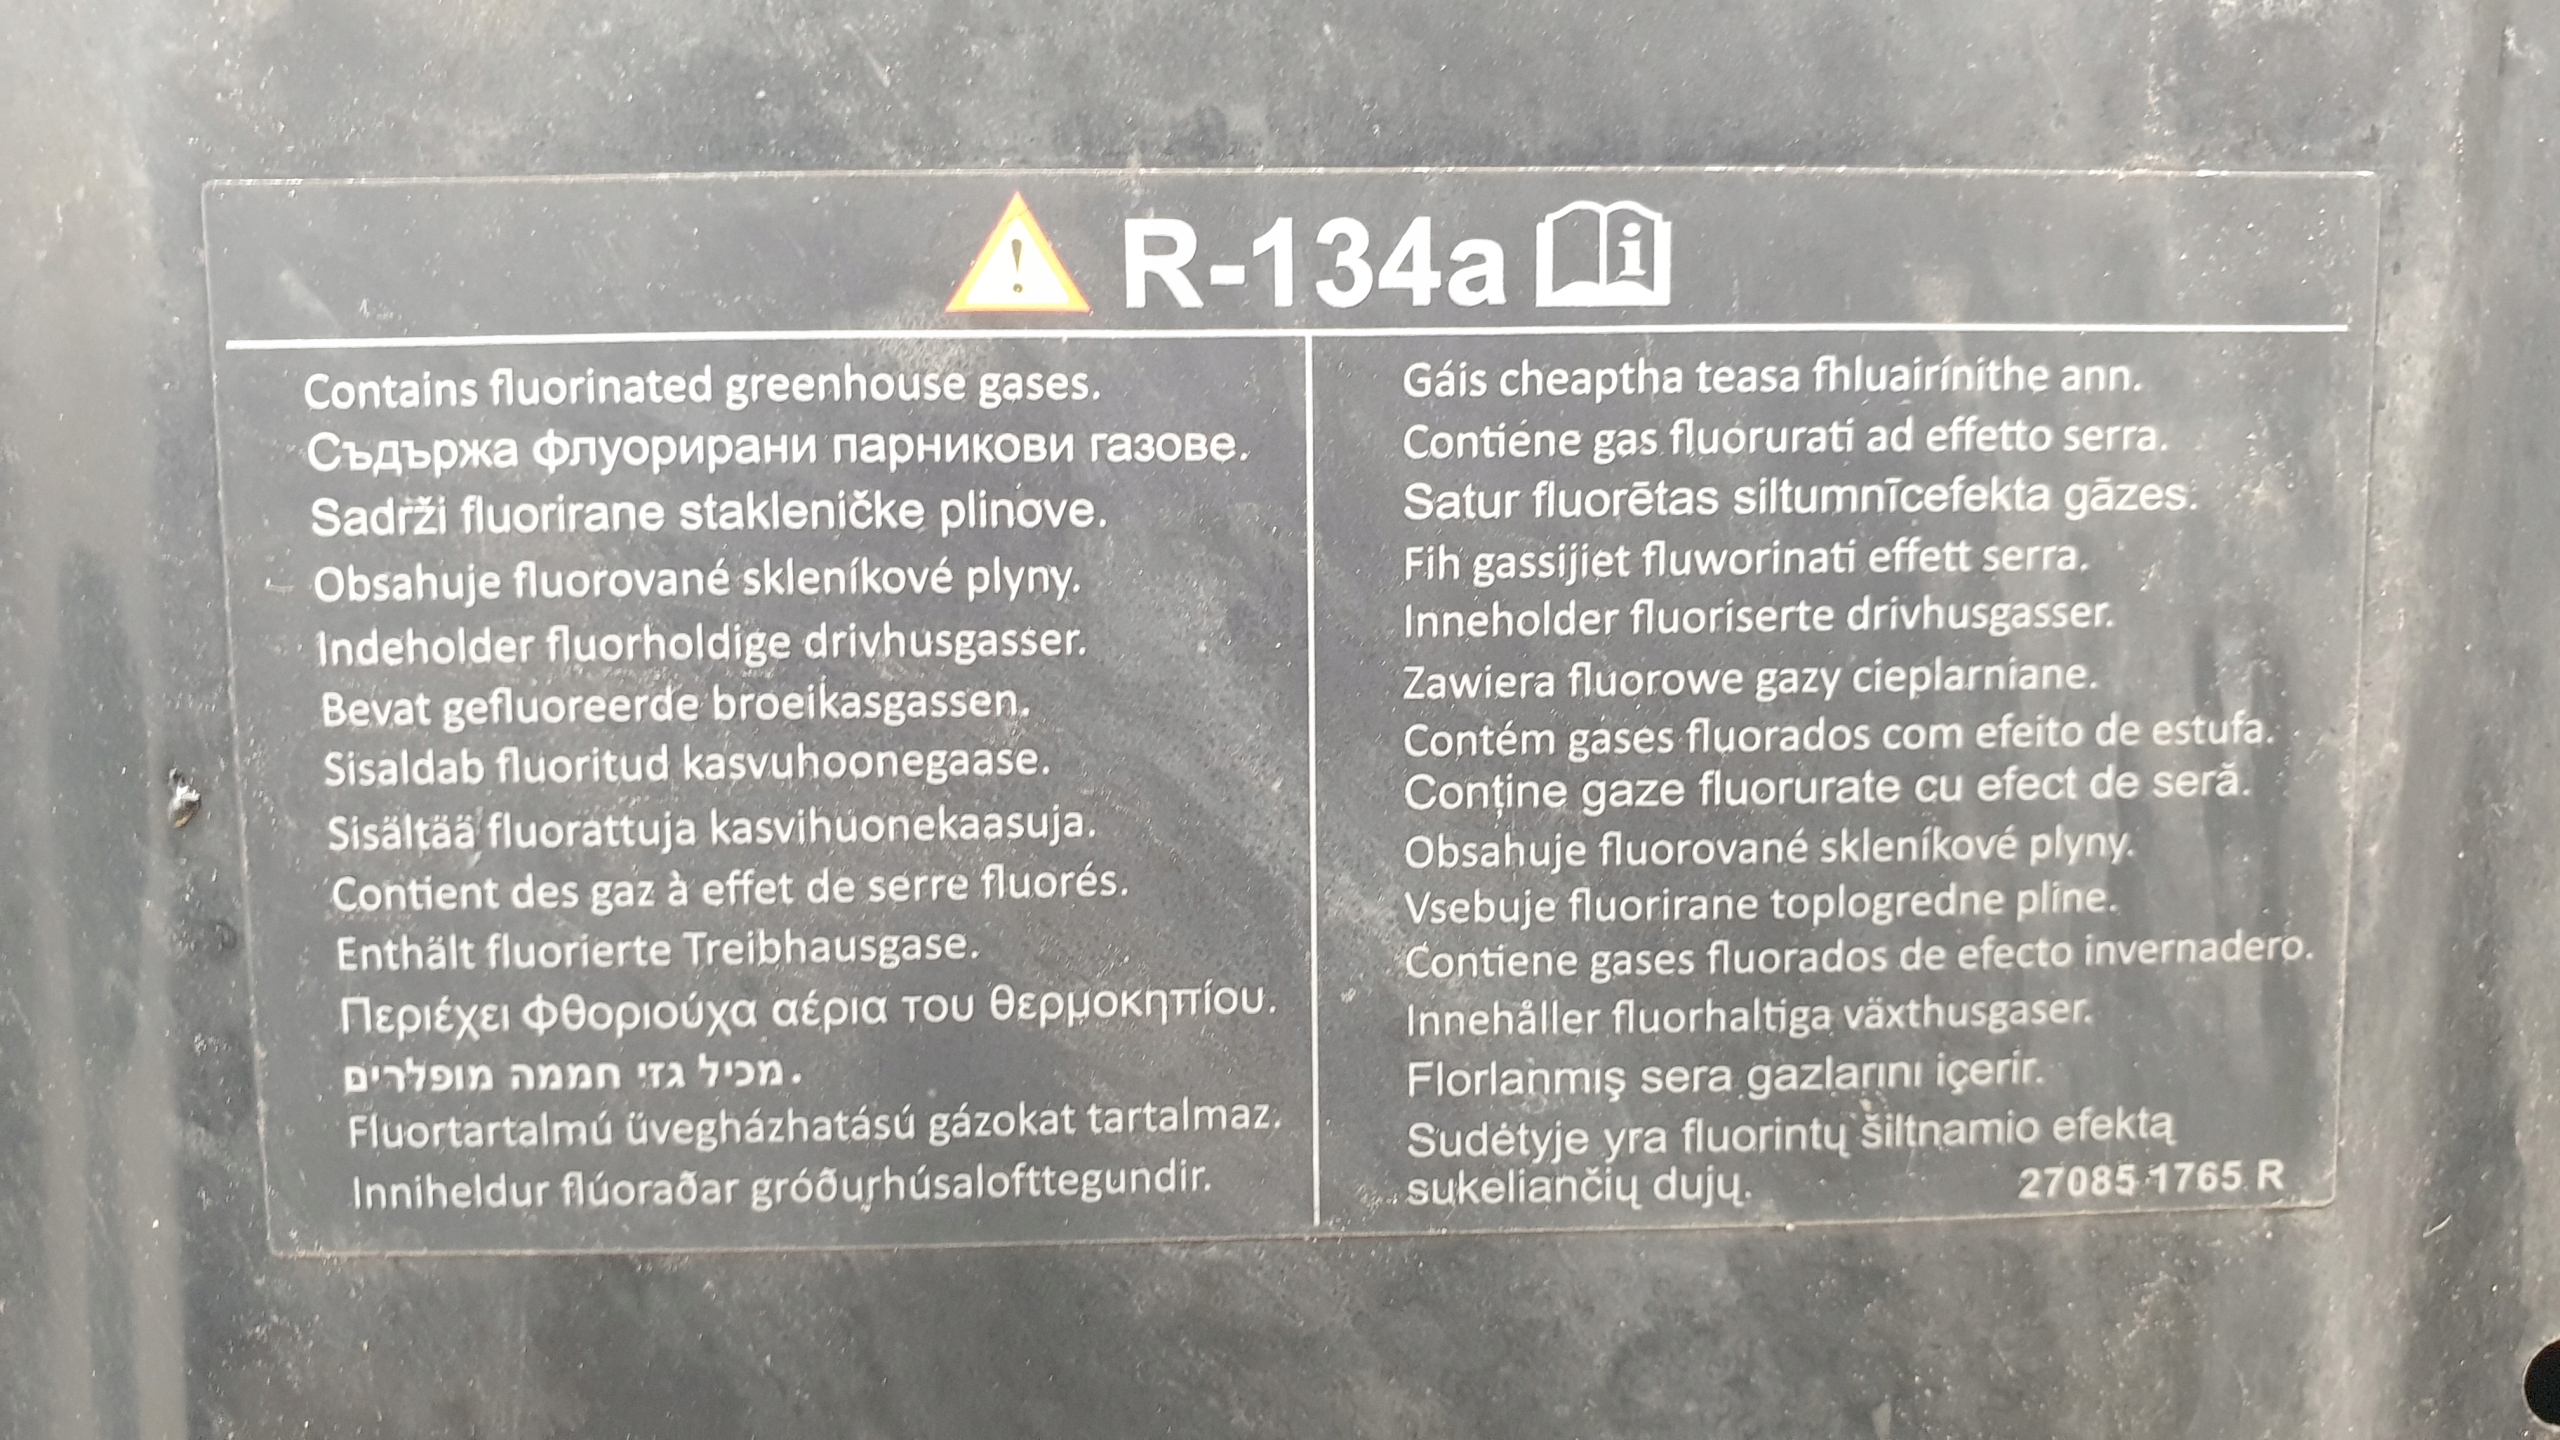 R-134a
Contains fluorinated greenhouse gases.
Съдържа флуорирани парникови газове.
Sadrži fluorirane stakleničke plinove.
Obsahuje fluorované skleníkové plyny.
Indeholder fluorholdige drivhusgasser.
Bevat gefluoreerde broeikasgassen.
Sisaldab fluoritud kasvuhoonegaase.
Sisältää fluorattuja kasvihuonekaasuja.
Contient des gaz à effet de serre fluorés.
Enthält fluorierte Treibhausgase.
Περιέχει φθοριούχα αέρια του θερμοκηπίου.
מכיל גזי חממה מופלרים.
Fluortartalmú üvegházhatású gázokat tartalmaz.
Inniheldur flúoraðar gróðurhúsalofttegundir.
Gáis cheaptha teasa fhluairínithe ann.
Contiene gas fluorurati ad effetto serra.
Satur fluorētas siltumnīcefekta gāzes.
Fih gassijiet fluworinati effett serra.
Inneholder fluoriserte drivhusgasser.
Zawiera fluorowe gazy cieplarniane.
Contém gases fluorados com efeito de estufa.
Conține gaze fluorurate cu efect de seră.
Obsahuje fluorované skleníkové plyny.
Vsebuje fluorirane toplogredne pline.
Contiene gases fluorados de efecto invernadero.
Innehåller fluorhaltiga växthusgaser.
Florlanmış sera gazlarını içerir.
Sudėtyje yra fluorintų šiltnamio efektą
sukeliančių dujų.
27085 1765 R